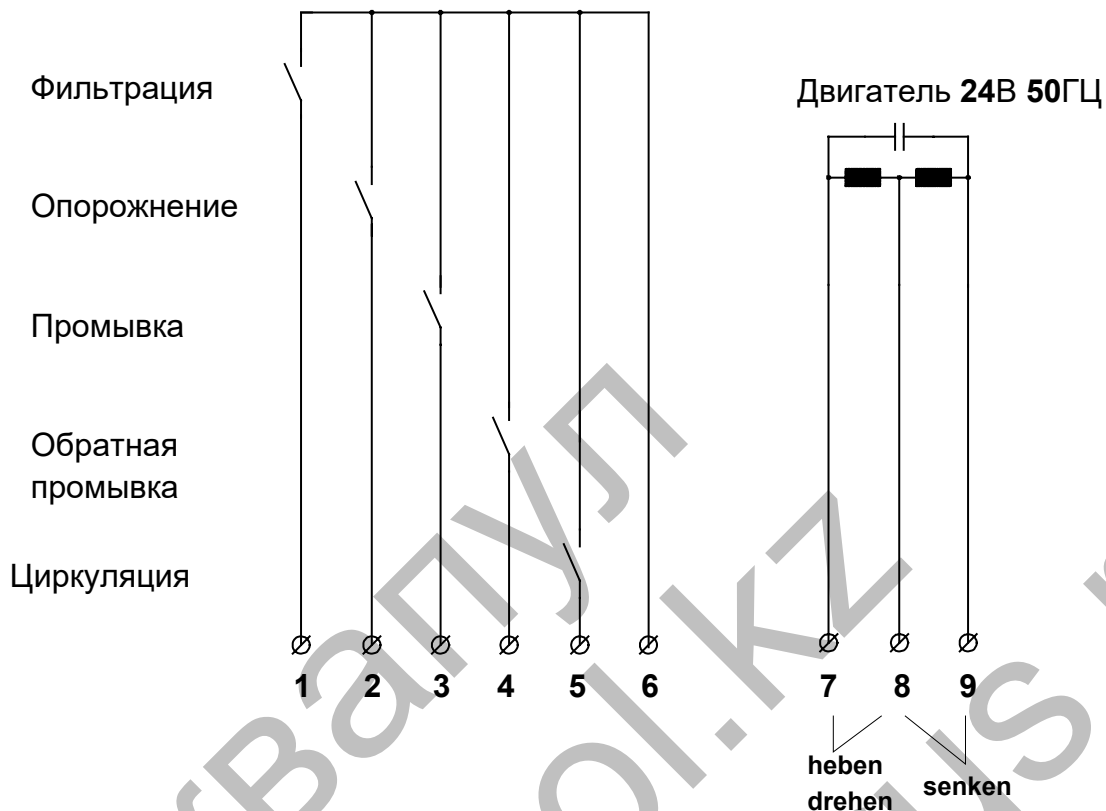 Фильтрация
Двигатель 24В 50ГЦ
Опорожнение
Промывка
Обратная
промывка
Циркуляция
1 2 3 4 5 6 7 8 9
heben
drehen
senken